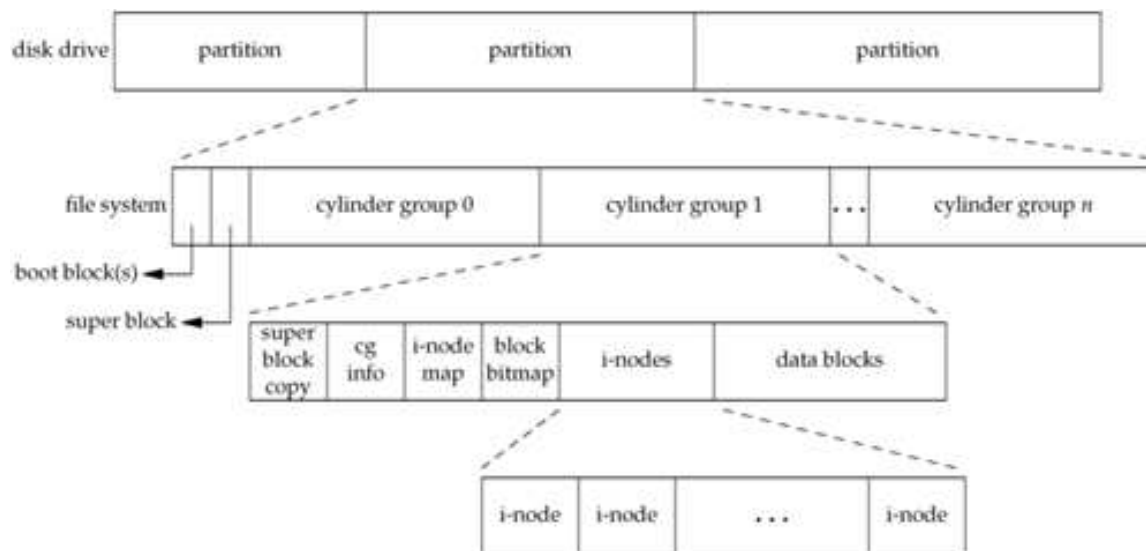 disk drive
partition
partition
partition
file system
cylinder group 0
cylinder group 1
...
cylinder group n
boot block(s)
super block
super
block
copy
cg
info
i-node
map
block
bitmap
i-nodes
data blocks
i-node
i-node
...
i-node